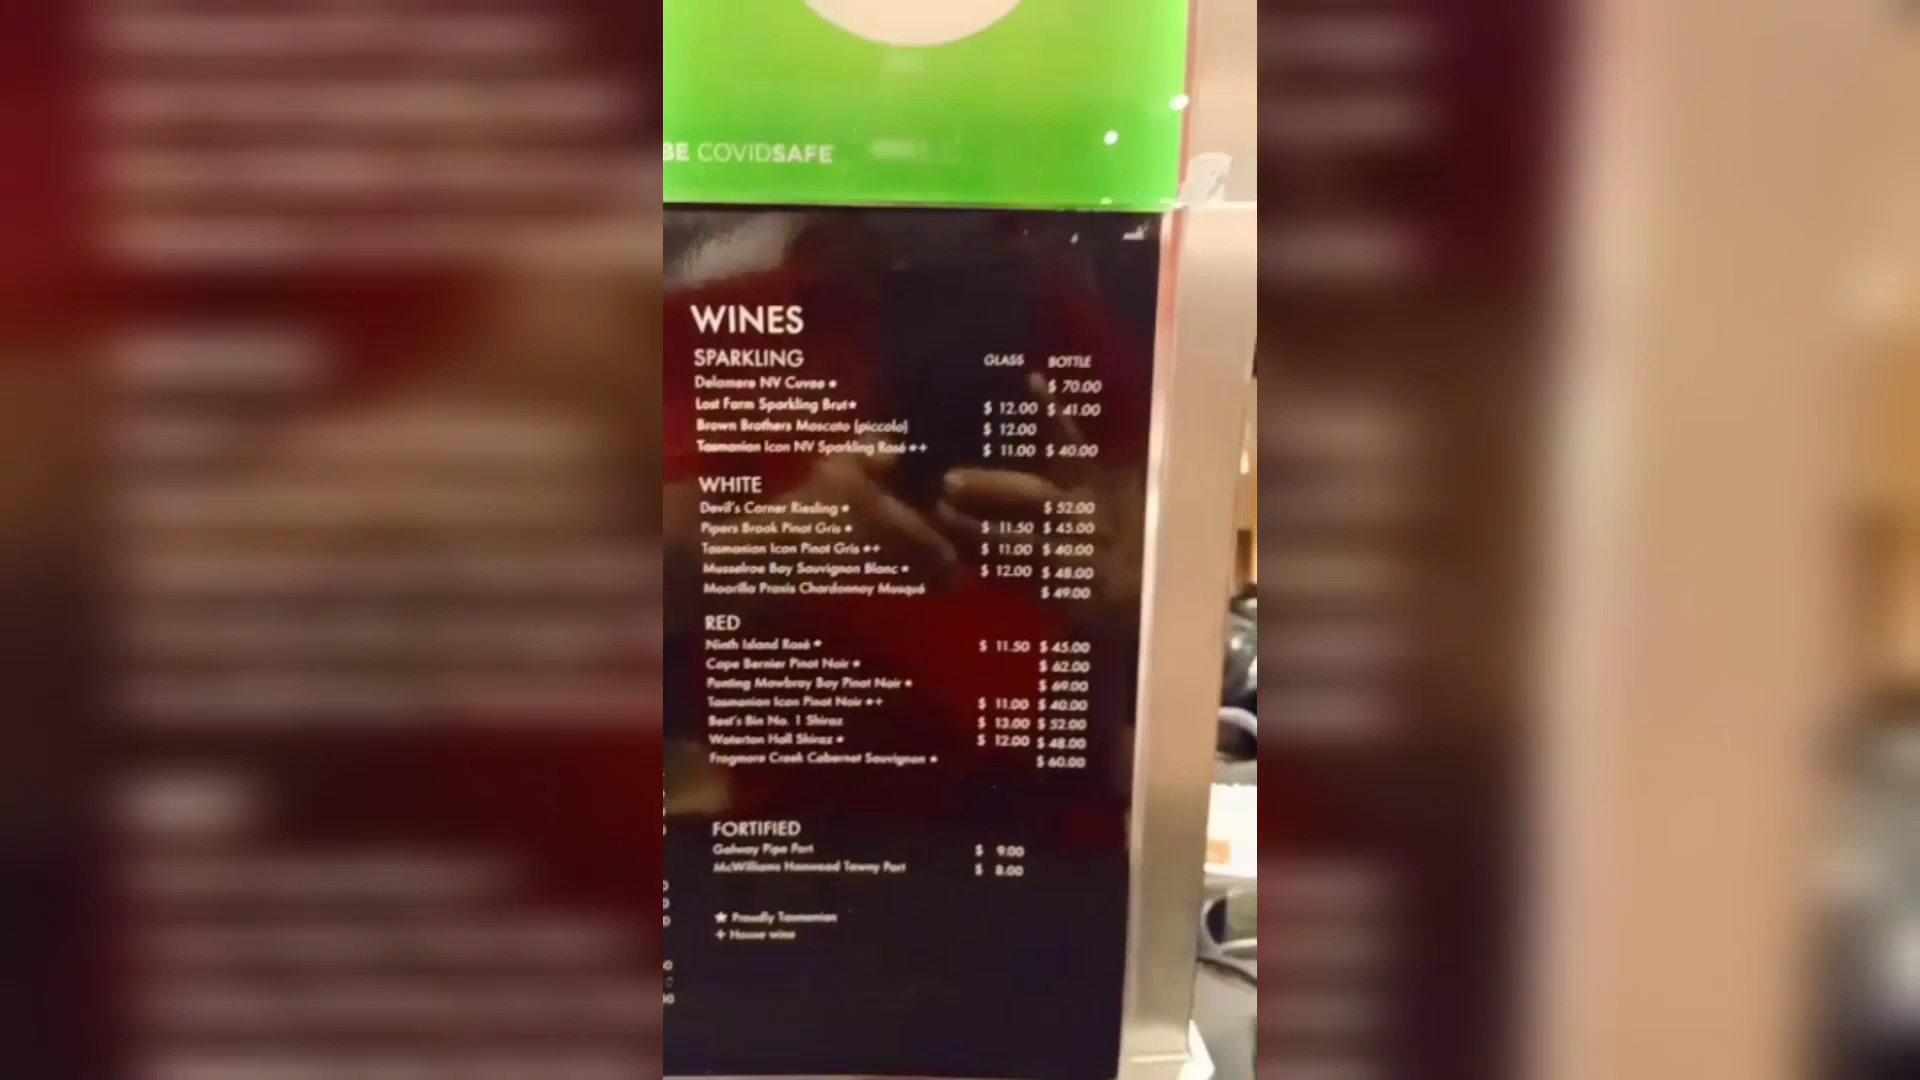 BE COVIDSAFE
WINES
SPARKLING GLASS BOTTLE
Delamere NV Cuvee ★ $ 70.00
Lost Farm Sparkling Brut★ $ 12.00 $ 41.00
Brown Brothers Moscato (piccolo) $ 12.00
Tasmanian Icon NV Sparkling Rosé ★+ $ 11.00 $ 40.00
WHITE
Devil's Corner Riesling ★ $ 52.00
Pipers Brook Pinot Gris ★ $ 11.50 $ 45.00
Tasmanian Icon Pinot Gris ★+ $ 11.00 $ 40.00
Musselroe Bay Sauvignon Blanc ★ $ 12.00 $ 48.00
Moorilla Praxis Chardonnay Musqué $ 49.00
RED
Ninth Island Rosé ★ $ 11.50 $ 45.00
Cape Bernier Pinot Noir ★ $ 62.00
Ponting Mowbray Boy Pinot Noir ★ $ 69.00
Tasmanian Icon Pinot Noir ★+ $ 11.00 $ 40.00
Best's Bin No. 1 Shiraz $ 13.00 $ 52.00
Waterton Hall Shiraz ★ $ 12.00 $ 48.00
Frogmore Creek Cabernet Sauvignon ★ $ 60.00
FORTIFIED
Galway Pipe Port $ 9.00
McWilliams Hanwood Tawny Port $ 8.00
★ Proudly Tasmanian
+ House wine